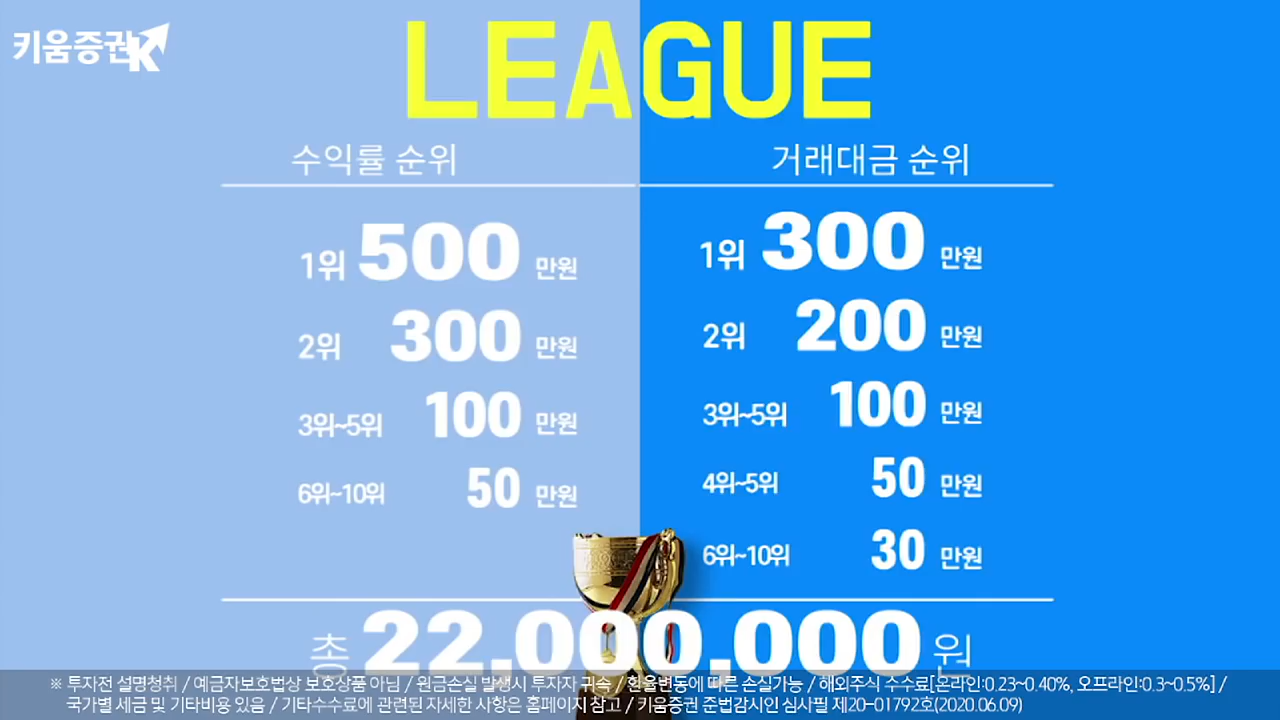 키움증권
LEAGUE
수익률 순위
1위 500 만원
2위 300 만원
3위~5위 100 만원
6위~10위 50 만원
거래대금 순위
1위 300 만원
2위 200 만원
3위~5위 100 만원
4위~5위 50 만원
6위~10위 30 만원
총 22,000,000 원
※ 투자전 설명청취 / 예금자보호법상 보호상품 아님 / 원금손실 발생시 투자자 귀속 / 환율변동에 따른 손실가능 / 해외주식 수수료[온라인:0.23~0.40%, 오프라인:0.3~0.5%] /
국가별 세금 및 기타비용 있음 / 기타수수료에 관련된 자세한 사항은 홈페이지 참고 / 키움증권 준법감시인 심사필 제20-01792호(2020.06.09)